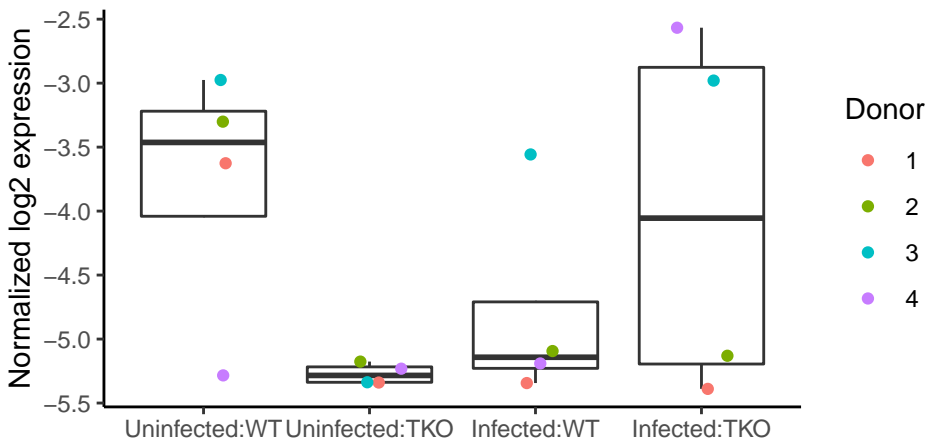 Normalized log2 expression
−2.5
−3.0
−3.5
−4.0
−4.5
−5.0
−5.5
Uninfected:WT
Uninfected:TKO
Infected:WT
Infected:TKO
Donor
1
2
3
4